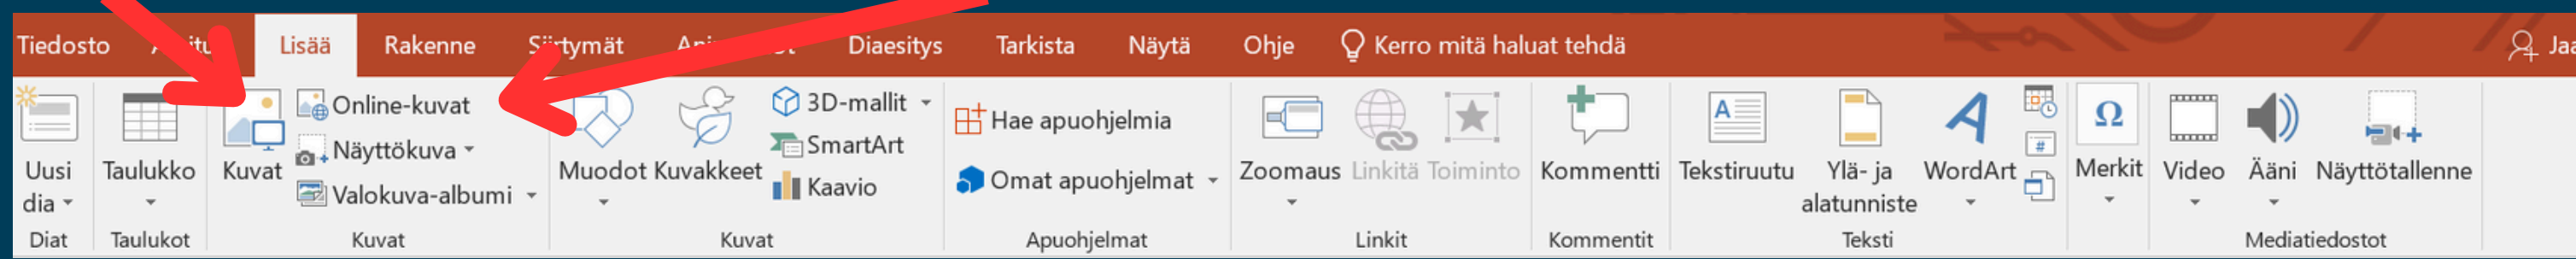 Tiedosto Lisää Rakenne Siirtymät Diaesitys Tarkista Näytä Ohje Kerro mitä haluat tehdä
Uusi
dia
Diat
Taulukko
Taulukot
Kuvat
Online-kuvat
Näyttökuva
Valokuva-albumi
Kuvat
Muodot
Kuvakkeet
3D-mallit
SmartArt
Kaavio
Kuvat
Hae apuohjelmia
Omat apuohjelmat
Apuohjelmat
Zoomaus
Linkitä
Toiminto
Linkit
Kommentti
Kommentit
Tekstiruutu
Ylä- ja
alatunniste
WordArt
#
Teksti
Ω
Merkit
Video
Ääni
Näyttötallenne
Mediatiedostot